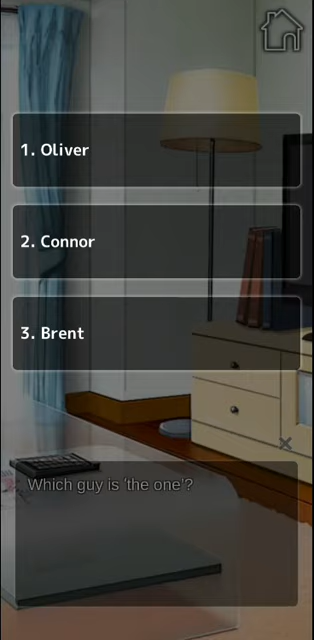 1. Oliver
2. Connor
3. Brent
Which guy is 'the one'?